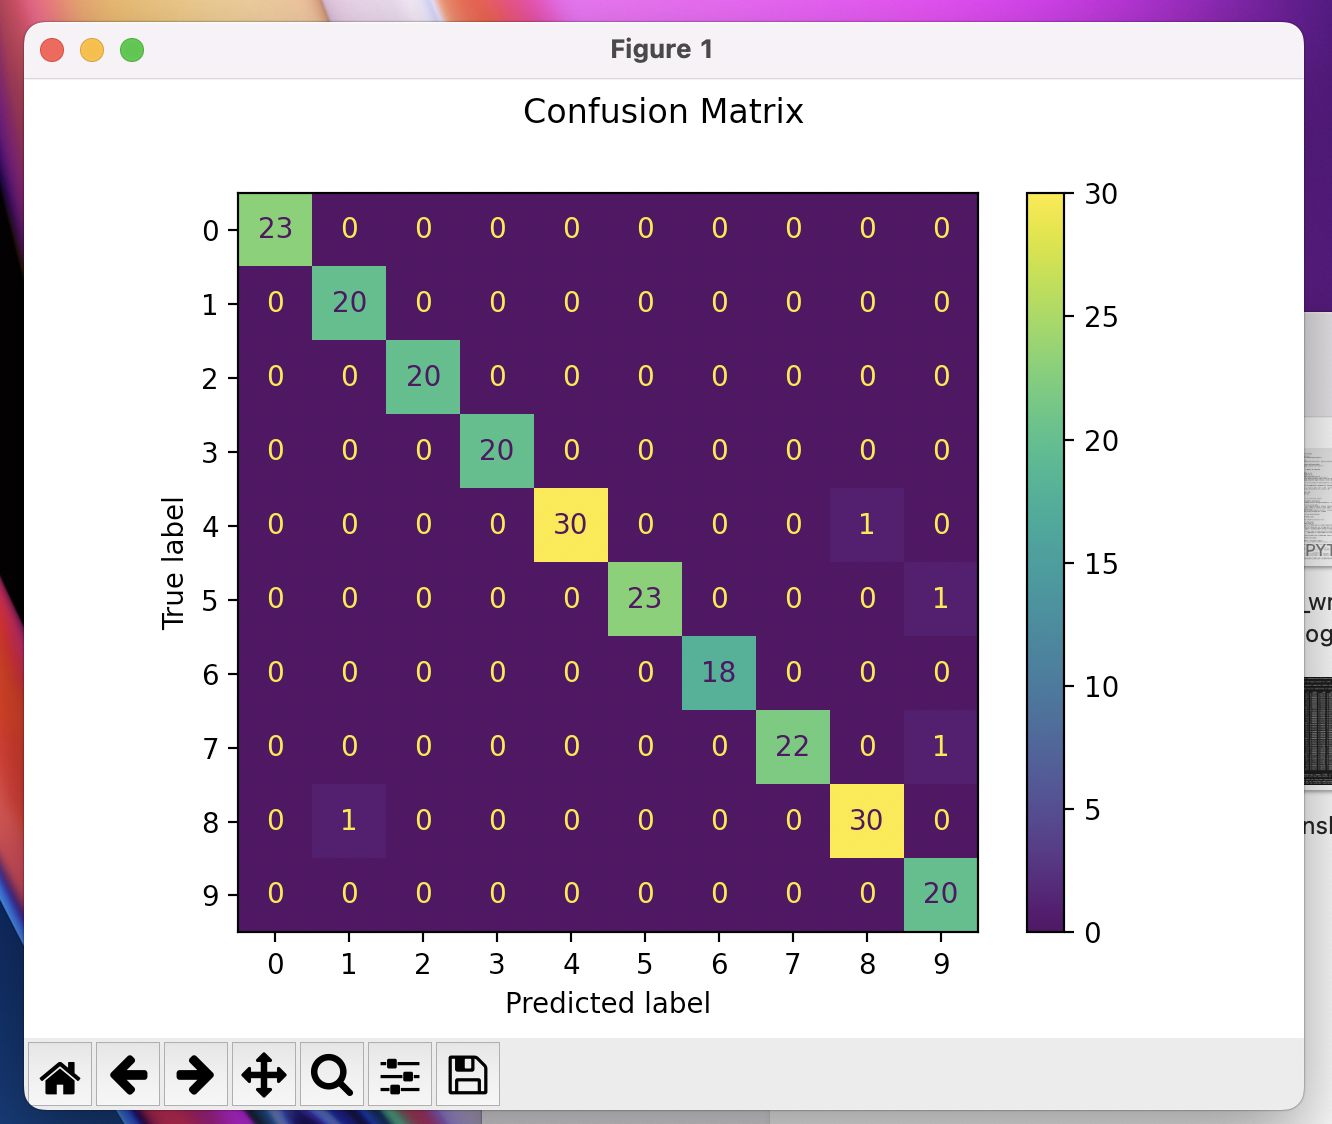 Figure 1
Confusion Matrix
0 23 0 0 0 0 0 0 0 0 0
1 0 20 0 0 0 0 0 0 0 0
2 0 0 20 0 0 0 0 0 0 0
3 0 0 0 20 0 0 0 0 0 0
4 0 0 0 0 30 0 0 0 1 0
5 0 0 0 0 0 23 0 0 0 1
6 0 0 0 0 0 0 18 0 0 0
7 0 0 0 0 0 0 0 22 0 1
8 0 1 0 0 0 0 0 0 30 0
9 0 0 0 0 0 0 0 0 0 20
0 1 2 3 4 5 6 7 8 9
Predicted label
True label
30
25
20
15
10
5
0
PYT
_wr
og
nsl